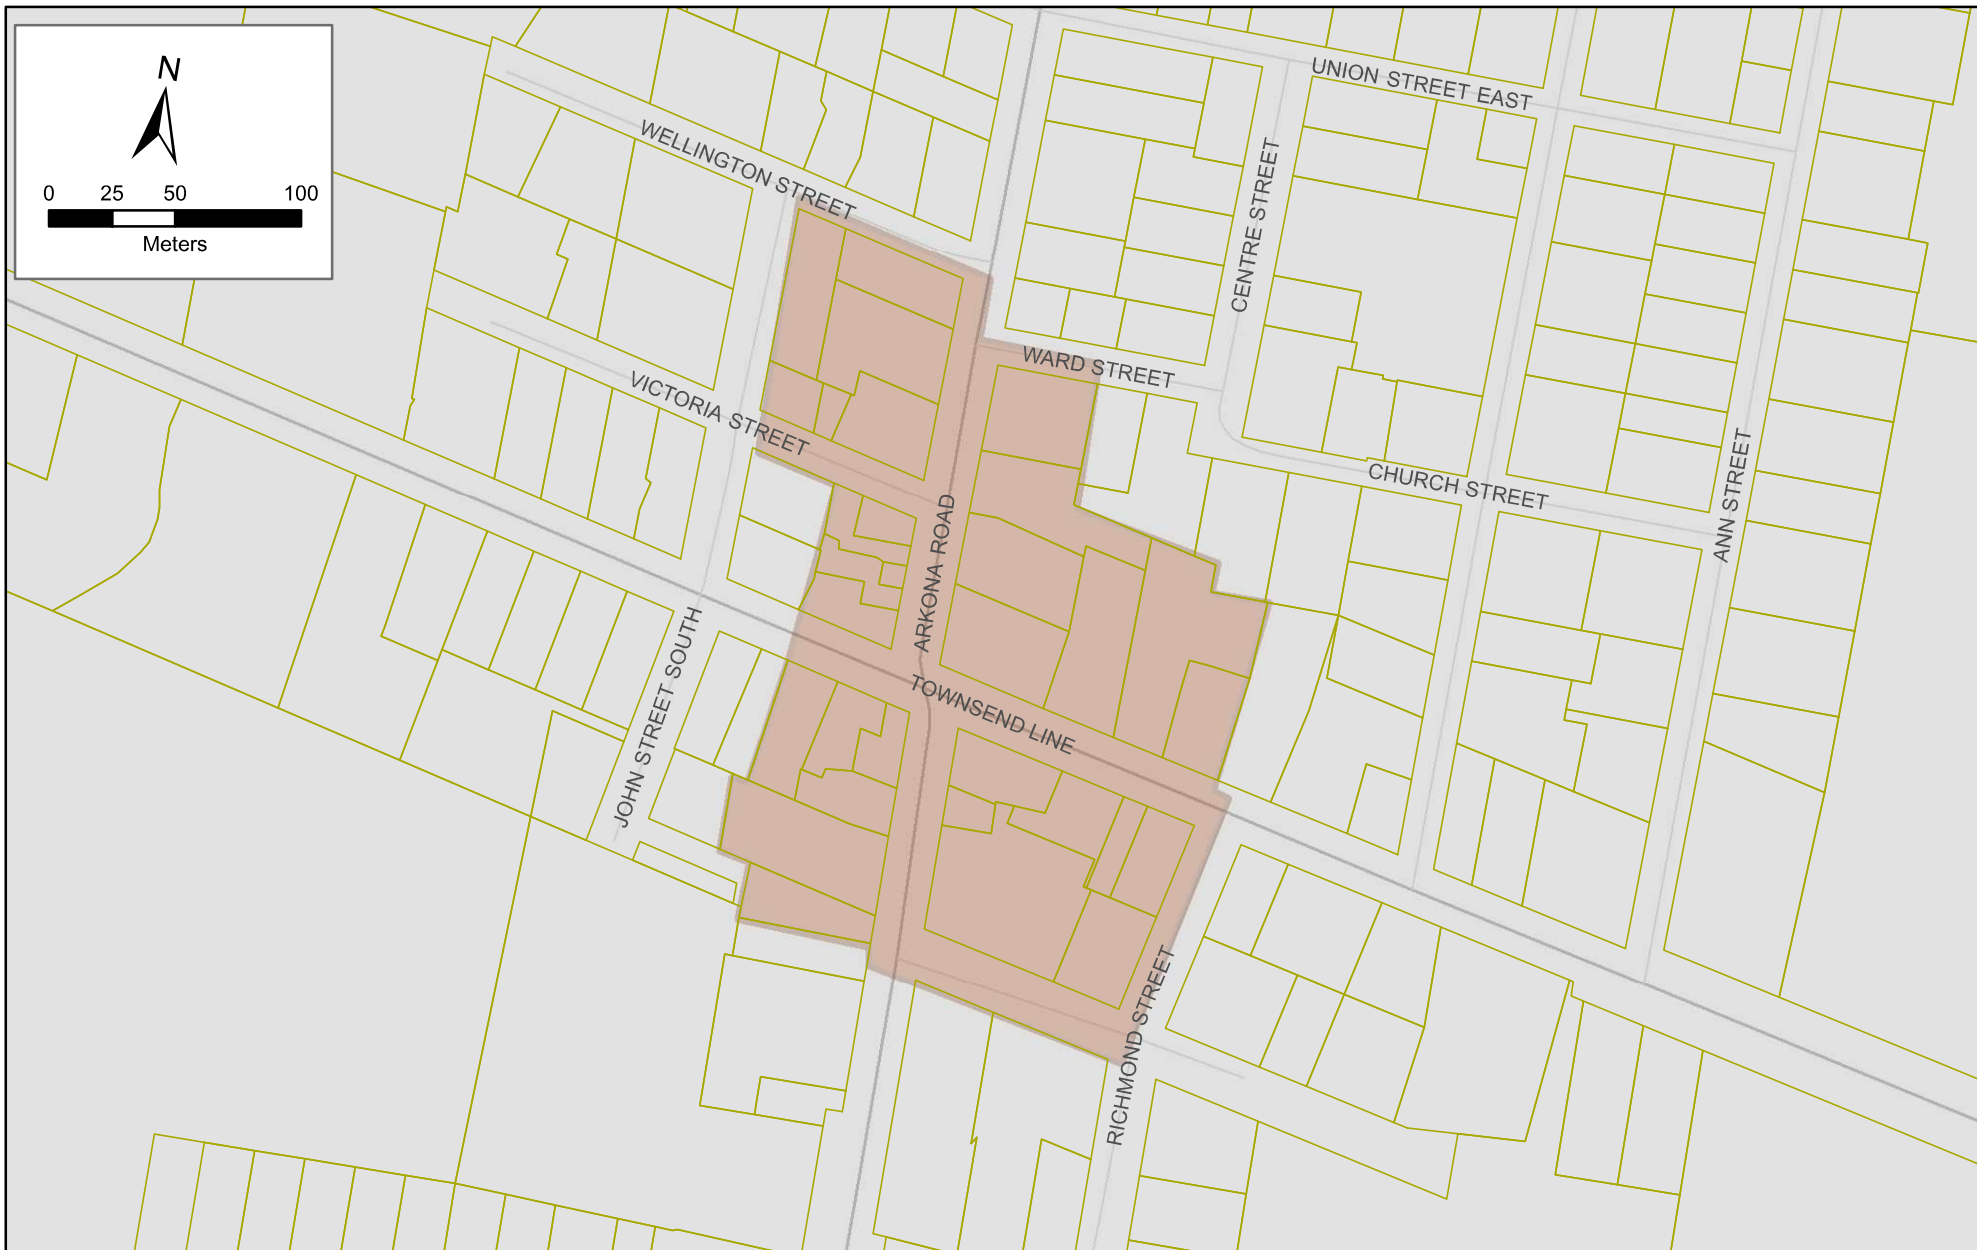 N
0 25 50 100
Meters
UNION STREET EAST
WELLINGTON STREET
CENTRE STREET
WARD STREET
VICTORIA STREET
CHURCH STREET
ANN STREET
ARKONA ROAD
JOHN STREET SOUTH
TOWNSEND LINE
RICHMOND STREET